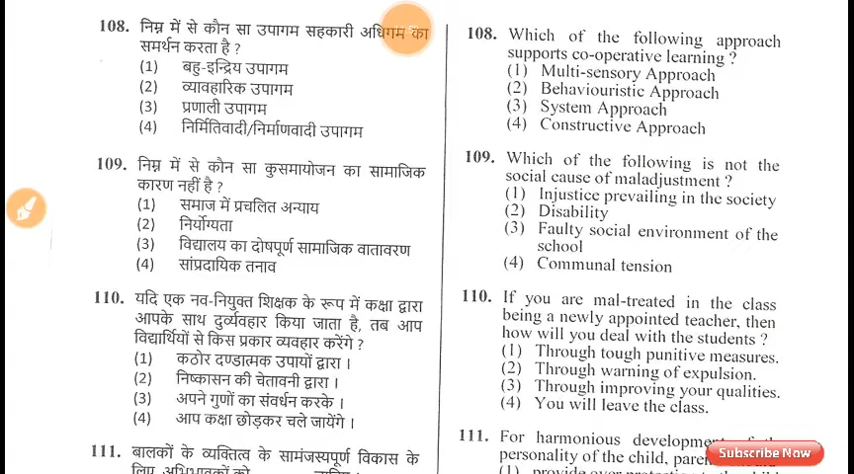 108. निम्न में से कौन सा उपागम सहकारी अधिगम का
समर्थन करता है ?
(1) बहु-इन्द्रिय उपागम
(2) व्यावहारिक उपागम
(3) प्रणाली उपागम
(4) निर्मितिवादी/निर्माणवादी उपागम
109. निम्न में से कौन सा कुसमायोजन का सामाजिक
कारण नहीं है ?
(1) समाज में प्रचलित अन्याय
(2) निर्योग्यता
(3) विद्यालय का दोषपूर्ण सामाजिक वातावरण
(4) सांप्रदायिक तनाव
110. यदि एक नव-नियुक्त शिक्षक के रूप में कक्षा द्वारा
आपके साथ दुर्व्यवहार किया जाता है, तब आप
विद्यार्थियों से किस प्रकार व्यवहार करेंगे ?
(1) कठोर दण्डात्मक उपायों द्वारा ।
(2) निष्कासन की चेतावनी द्वारा ।
(3) अपने गुणों का संवर्धन करके ।
(4) आप कक्षा छोड़कर चले जायेंगे ।
111. बालकों के व्यक्तित्व के सामंजस्यपूर्ण विकास के
लिए अभिभावकों को
108. Which of the following approach
supports co-operative learning ?
(1) Multi-sensory Approach
(2) Behaviouristic Approach
(3) System Approach
(4) Constructive Approach
109. Which of the following is not the
social cause of maladjustment ?
(1) Injustice prevailing in the society
(2) Disability
(3) Faulty social environment of the
school
(4) Communal tension
110. If you are mal-treated in the class
being a newly appointed teacher, then
how will you deal with the students ?
(1) Through tough punitive measures.
(2) Through warning of expulsion.
(3) Through improving your qualities.
(4) You will leave the class.
111. For harmonious
personality of the child,
(1) provide over
Subscribe Now